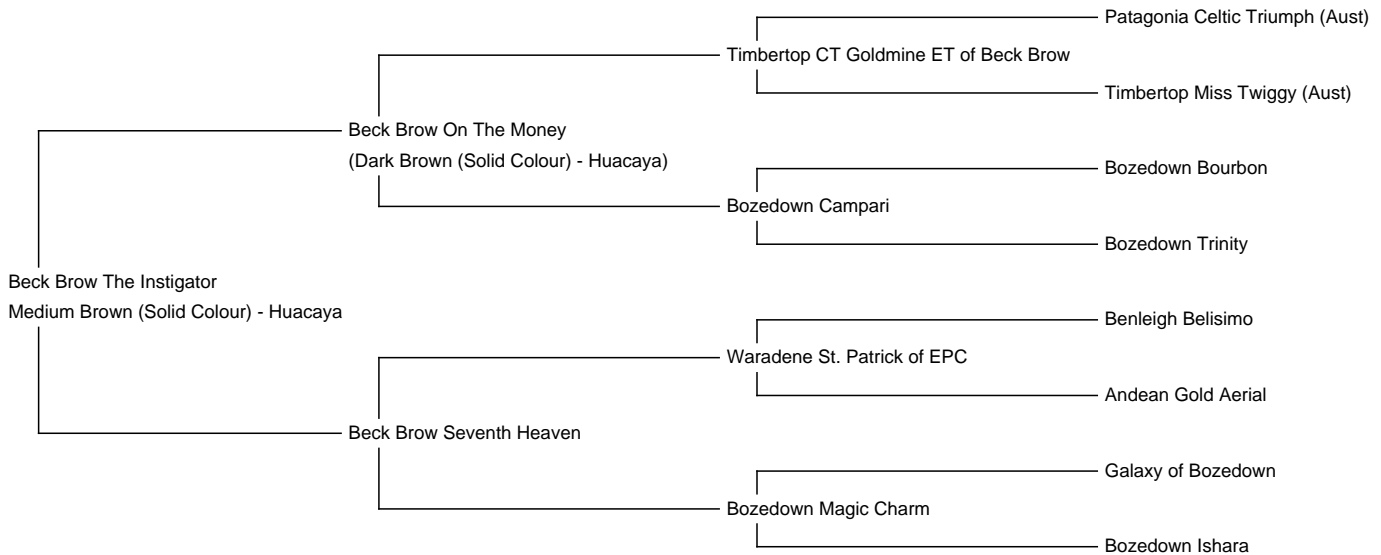 Patagonia Celtic Triumph (Aust)
Timbertop CT Goldmine ET of Beck Brow
Timbertop Miss Twiggy (Aust)
Beck Brow On The Money
(Dark Brown (Solid Colour) - Huacaya)
Bozedown Bourbon
Bozedown Campari
Bozedown Trinity
Beck Brow The Instigator
Medium Brown (Solid Colour) - Huacaya
Benleigh Belisimo
Waradene St. Patrick of EPC
Andean Gold Aerial
Beck Brow Seventh Heaven
Galaxy of Bozedown
Bozedown Magic Charm
Bozedown Ishara